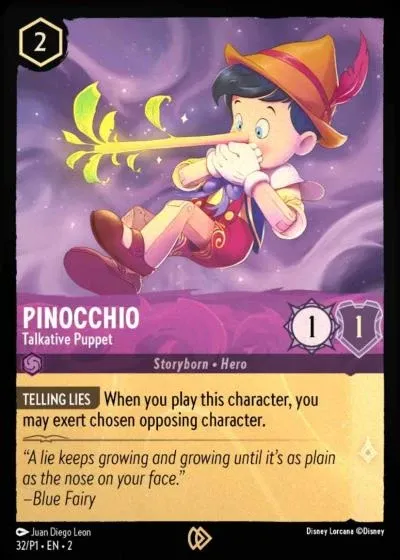 2
PINOCCHIO
Talkative Puppet
1
1
Storyborn • Hero
TELLING LIES When you play this character, you
may exert chosen opposing character.
“A lie keeps growing and growing until it’s as plain
as the nose on your face.”
–Blue Fairy
Juan Diego Leon
Disney Lorcana ©Disney
32/P1 • EN • 2